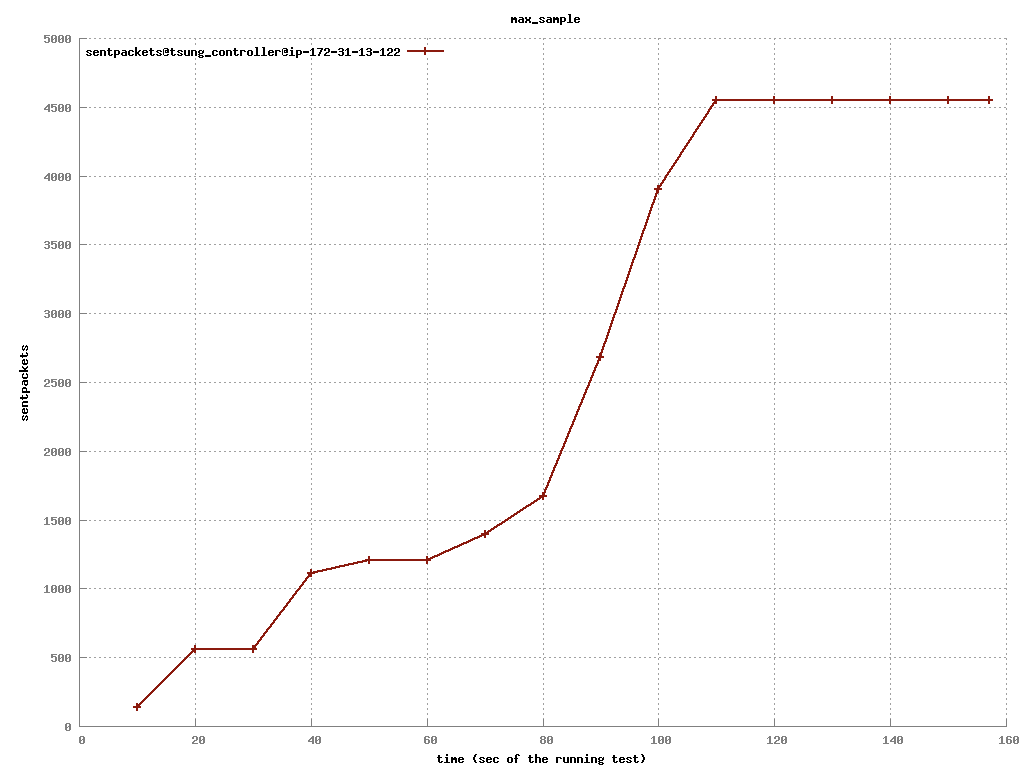 max_sample
sentpackets@tsung_controller@ip-172-31-13-122
5000
4500
4000
3500
3000
2500
2000
1500
1000
500
0
sentpackets
0 20 40 60 80 100 120 140 160
time (sec of the running test)